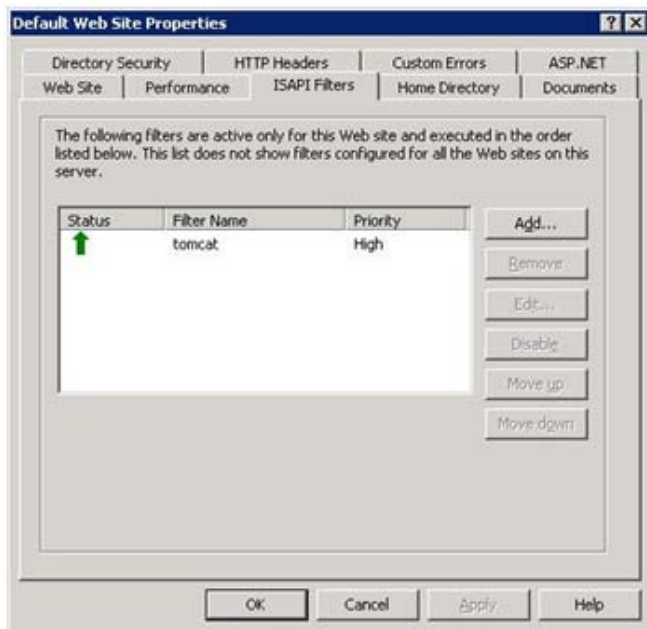 Default Web Site Properties
? X
Directory Security HTTP Headers Custom Errors ASP.NET
Web Site Performance ISAPI Filters Home Directory Documents
The following filters are active only for this Web site and executed in the order
listed below. This list does not show filters configured for all the Web sites on this
server.
Status Filter Name Priority
tomcat High
Add...
Remove
Edit...
Disable
Move up
Move down
OK Cancel Apply Help